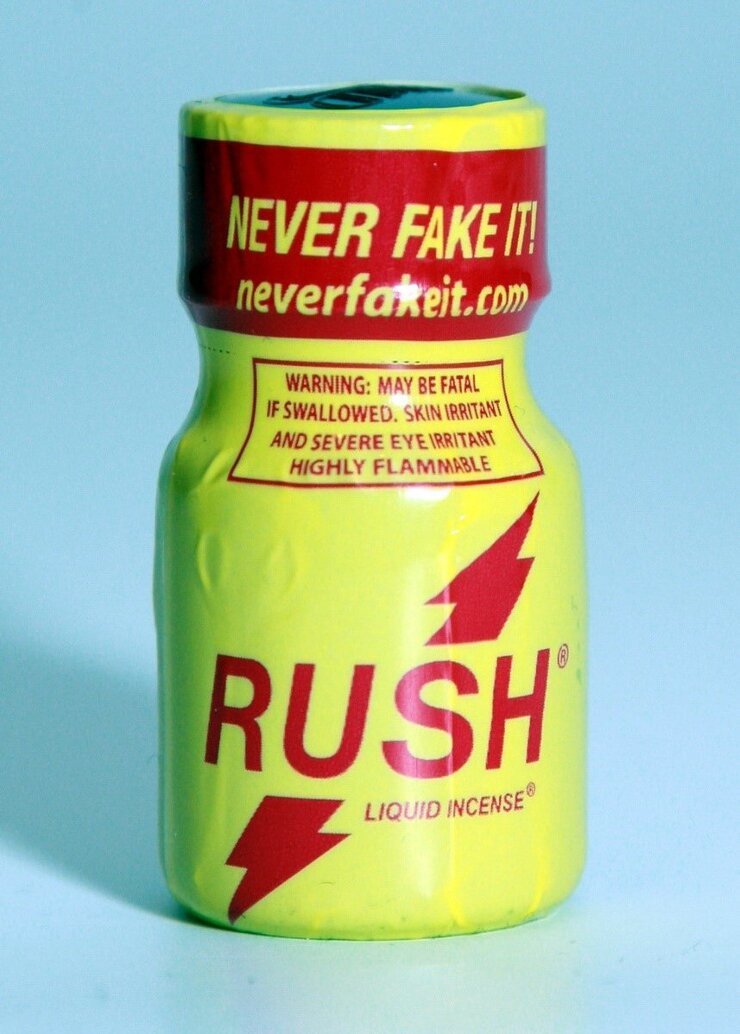 NEVER FAKE IT!
neverfakeit.com
WARNING: MAY BE FATAL
IF SWALLOWED. SKIN IRRITANT
AND SEVERE EYE IRRITANT
HIGHLY FLAMMABLE
RUSH®
LIQUID INCENSE®